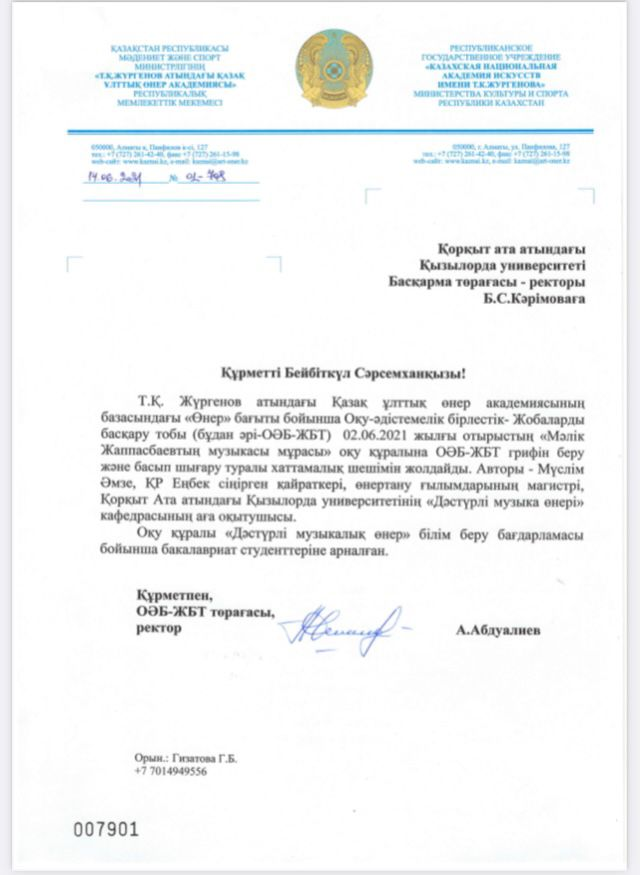 ҚАЗАҚСТАН РЕСПУБЛИКАСЫ
МӘДЕНИЕТ ЖӘНЕ СПОРТ
МИНИСТРЛІГІНІҢ
«Т.Қ.ЖҮРГЕНОВ АТЫНДАҒЫ ҚАЗАҚ
ҰЛТТЫҚ ӨНЕР АКАДЕМИЯСЫ»
РЕСПУБЛИКАЛЫҚ
МЕМЛЕКЕТТІК МЕКЕМЕСІ
РЕСПУБЛИКАНСКОЕ
ГОСУДАРСТВЕННОЕ УЧРЕЖДЕНИЕ
«КАЗАХСКАЯ НАЦИОНАЛЬНАЯ
АКАДЕМИЯ ИСКУССТВ
ИМЕНИ Т.К.ЖУРГЕНОВА»
МИНИСТЕРСТВА КУЛЬТУРЫ И СПОРТА
РЕСПУБЛИКИ КАЗАХСТАН
050000, Алматы қ, Панфилов к-сі, 127
тел.: +7 (727) 261-42-40, факс +7 (727) 261-15-98
web-сайт: www.kaznai.kz, e-mail: kaznai@art-oner.kz
050000, г. Алматы, ул. Панфилова, 127
тел.: +7 (727) 261-42-40, факс +7 (727) 261-15-98
web-сайт: www.kaznai.kz, e-mail: kaznai@art-oner.kz
14.06.2021 № 02-708
Қорқыт ата атындағы
Қызылорда университеті
Басқарма төрағасы - ректоры
Б.С.Кәрімоваға
Құрметті Бейбіткүл Сәрсемханқызы!
Т.Қ. Жүргенов атындағы Қазақ ұлттық өнер академиясының
базасындағы «Өнер» бағыты бойынша Оқу-әдістемелік бірлестік- Жобаларды
басқару тобы (бұдан әрі-ОӘБ-ЖБТ) 02.06.2021 жылғы отырыстың «Мәлік
Жаппасбаевтың музыкасы мұрасы» оқу құралына ОӘБ-ЖБТ грифін беру
және басып шығару туралы хаттамалық шешімін жолдайды. Авторы - Мүслім
Әмзе, ҚР Еңбек сіңірген қайраткері, өнертану ғылымдарының магистрі,
Қорқыт Ата атындағы Қызылорда университетінің «Дәстүрлі музыка өнері»
кафедрасының аға оқытушысы.
Оқу құралы «Дәстүрлі музыкалық өнер» білім беру бағдарламасы
бойынша бакалавриат студенттеріне арналған.
Құрметпен,
ОӘБ-ЖБТ төрағасы,
ректор А.Абдуалиев
Орын.: Гизатова Г.Б.
+7 7014949556
007901